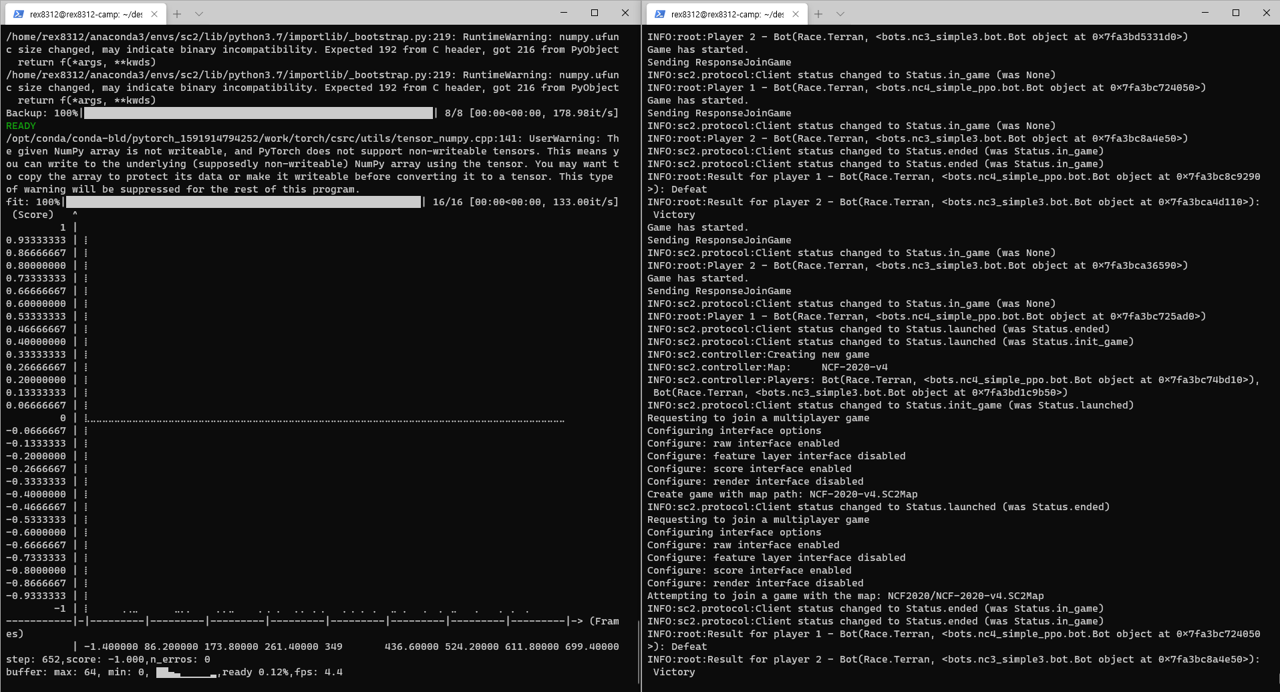 rex8312@rex8312-camp: ~/des
/home/rex8312/anaconda3/envs/sc2/lib/python3.7/importlib/_bootstrap.py:219: RuntimeWarning: numpy.ufun
c size changed, may indicate binary incompatibility. Expected 192 from C header, got 216 from PyObject
return f(*args, **kwds)
/home/rex8312/anaconda3/envs/sc2/lib/python3.7/importlib/_bootstrap.py:219: RuntimeWarning: numpy.ufun
c size changed, may indicate binary incompatibility. Expected 192 from C header, got 216 from PyObject
return f(*args, **kwds)
Backup: 100%| | 8/8 [00:00<00:00, 178.98it/s]
READY
/opt/conda/conda-bld/pytorch_1591914794252/work/torch/csrc/utils/tensor_numpy.cpp:141: UserWarning: Th
e given NumPy array is not writeable, and PyTorch does not support non-writeable tensors. This means y
ou can write to the underlying (supposedly non-writeable) NumPy array using the tensor. You may want t
o copy the array to protect its data or make it writeable before converting it to a tensor. This type
of warning will be suppressed for the rest of this program.
fit: 100%| | 16/16 [00:00<00:00, 133.00it/s]
(Score) ^
1 |
0.93333333 |
0.86666667 |
0.80000000 |
0.73333333 |
0.66666667 |
0.60000000 |
0.53333333 |
0.46666667 |
0.40000000 |
0.33333333 |
0.26666667 |
0.20000000 |
0.13333333 |
0.06666667 |
0 |
-0.0666667 |
-0.1333333 |
-0.2000000 |
-0.2666667 |
-0.3333333 |
-0.4000000 |
-0.4666667 |
-0.5333333 |
-0.6000000 |
-0.6666667 |
-0.7333333 |
-0.8000000 |
-0.8666667 |
-0.9333333 |
-1 |
-----------|-|---------|---------|---------|---------|---------|---------|---------|---------|-> (Fram
es)
| -1.400000 86.200000 173.80000 261.40000 349 436.60000 524.20000 611.80000 699.40000
step: 652,score: -1.000,n_erros: 0
buffer: max: 64, min: 0, ,ready 0.12%,fps: 4.4
rex8312@rex8312-camp: ~/des
INFO:root:Player 2 - Bot(Race.Terran, <bots.nc3_simple3.bot.Bot object at 0x7fa3bd5331d0>)
Game has started.
Sending ResponseJoinGame
INFO:sc2.protocol:Client status changed to Status.in_game (was None)
INFO:root:Player 1 - Bot(Race.Terran, <bots.nc4_simple_ppo.bot.Bot object at 0x7fa3bc724050>)
Game has started.
Sending ResponseJoinGame
INFO:sc2.protocol:Client status changed to Status.in_game (was None)
INFO:root:Player 2 - Bot(Race.Terran, <bots.nc3_simple3.bot.Bot object at 0x7fa3bc8a4e50>)
INFO:sc2.protocol:Client status changed to Status.ended (was Status.in_game)
INFO:sc2.protocol:Client status changed to Status.ended (was Status.in_game)
INFO:root:Result for player 1 - Bot(Race.Terran, <bots.nc4_simple_ppo.bot.Bot object at 0x7fa3bc8c9290
>): Defeat
INFO:root:Result for player 2 - Bot(Race.Terran, <bots.nc3_simple3.bot.Bot object at 0x7fa3bca4d110>):
Victory
Game has started.
Sending ResponseJoinGame
INFO:sc2.protocol:Client status changed to Status.in_game (was None)
INFO:root:Player 2 - Bot(Race.Terran, <bots.nc3_simple3.bot.Bot object at 0x7fa3bca36590>)
Game has started.
Sending ResponseJoinGame
INFO:sc2.protocol:Client status changed to Status.in_game (was None)
INFO:root:Player 1 - Bot(Race.Terran, <bots.nc4_simple_ppo.bot.Bot object at 0x7fa3bc725ad0>)
INFO:sc2.protocol:Client status changed to Status.launched (was Status.ended)
INFO:sc2.protocol:Client status changed to Status.launched (was Status.init_game)
INFO:sc2.controller:Creating new game
INFO:sc2.controller:Map: NCF-2020-v4
INFO:sc2.controller:Players: Bot(Race.Terran, <bots.nc4_simple_ppo.bot.Bot object at 0x7fa3bc74bd10>),
Bot(Race.Terran, <bots.nc3_simple3.bot.Bot object at 0x7fa3bd1c9b50>)
INFO:sc2.protocol:Client status changed to Status.init_game (was Status.launched)
Requesting to join a multiplayer game
Configuring interface options
Configure: raw interface enabled
Configure: feature layer interface disabled
Configure: score interface enabled
Configure: render interface disabled
Create game with map path: NCF-2020-v4.SC2Map
INFO:sc2.protocol:Client status changed to Status.launched (was Status.ended)
Requesting to join a multiplayer game
Configuring interface options
Configure: raw interface enabled
Configure: feature layer interface disabled
Configure: score interface enabled
Configure: render interface disabled
Attempting to join a game with the map: NCF2020/NCF-2020-v4.SC2Map
INFO:sc2.protocol:Client status changed to Status.ended (was Status.in_game)
INFO:sc2.protocol:Client status changed to Status.ended (was Status.in_game)
INFO:root:Result for player 1 - Bot(Race.Terran, <bots.nc4_simple_ppo.bot.Bot object at 0x7fa3bc724050
>): Defeat
INFO:root:Result for player 2 - Bot(Race.Terran, <bots.nc3_simple3.bot.Bot object at 0x7fa3bc8a4e50>):
Victory